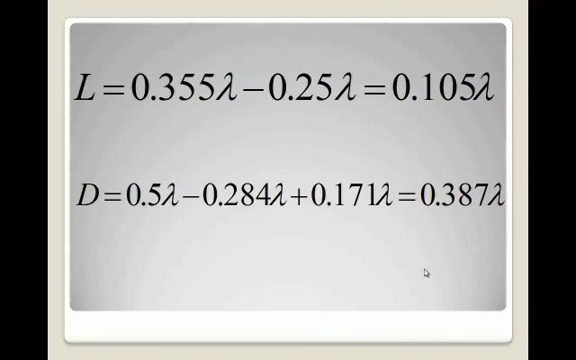 L = 0.355λ − 0.25λ = 0.105λ
D = 0.5λ − 0.284λ + 0.171λ = 0.387λ